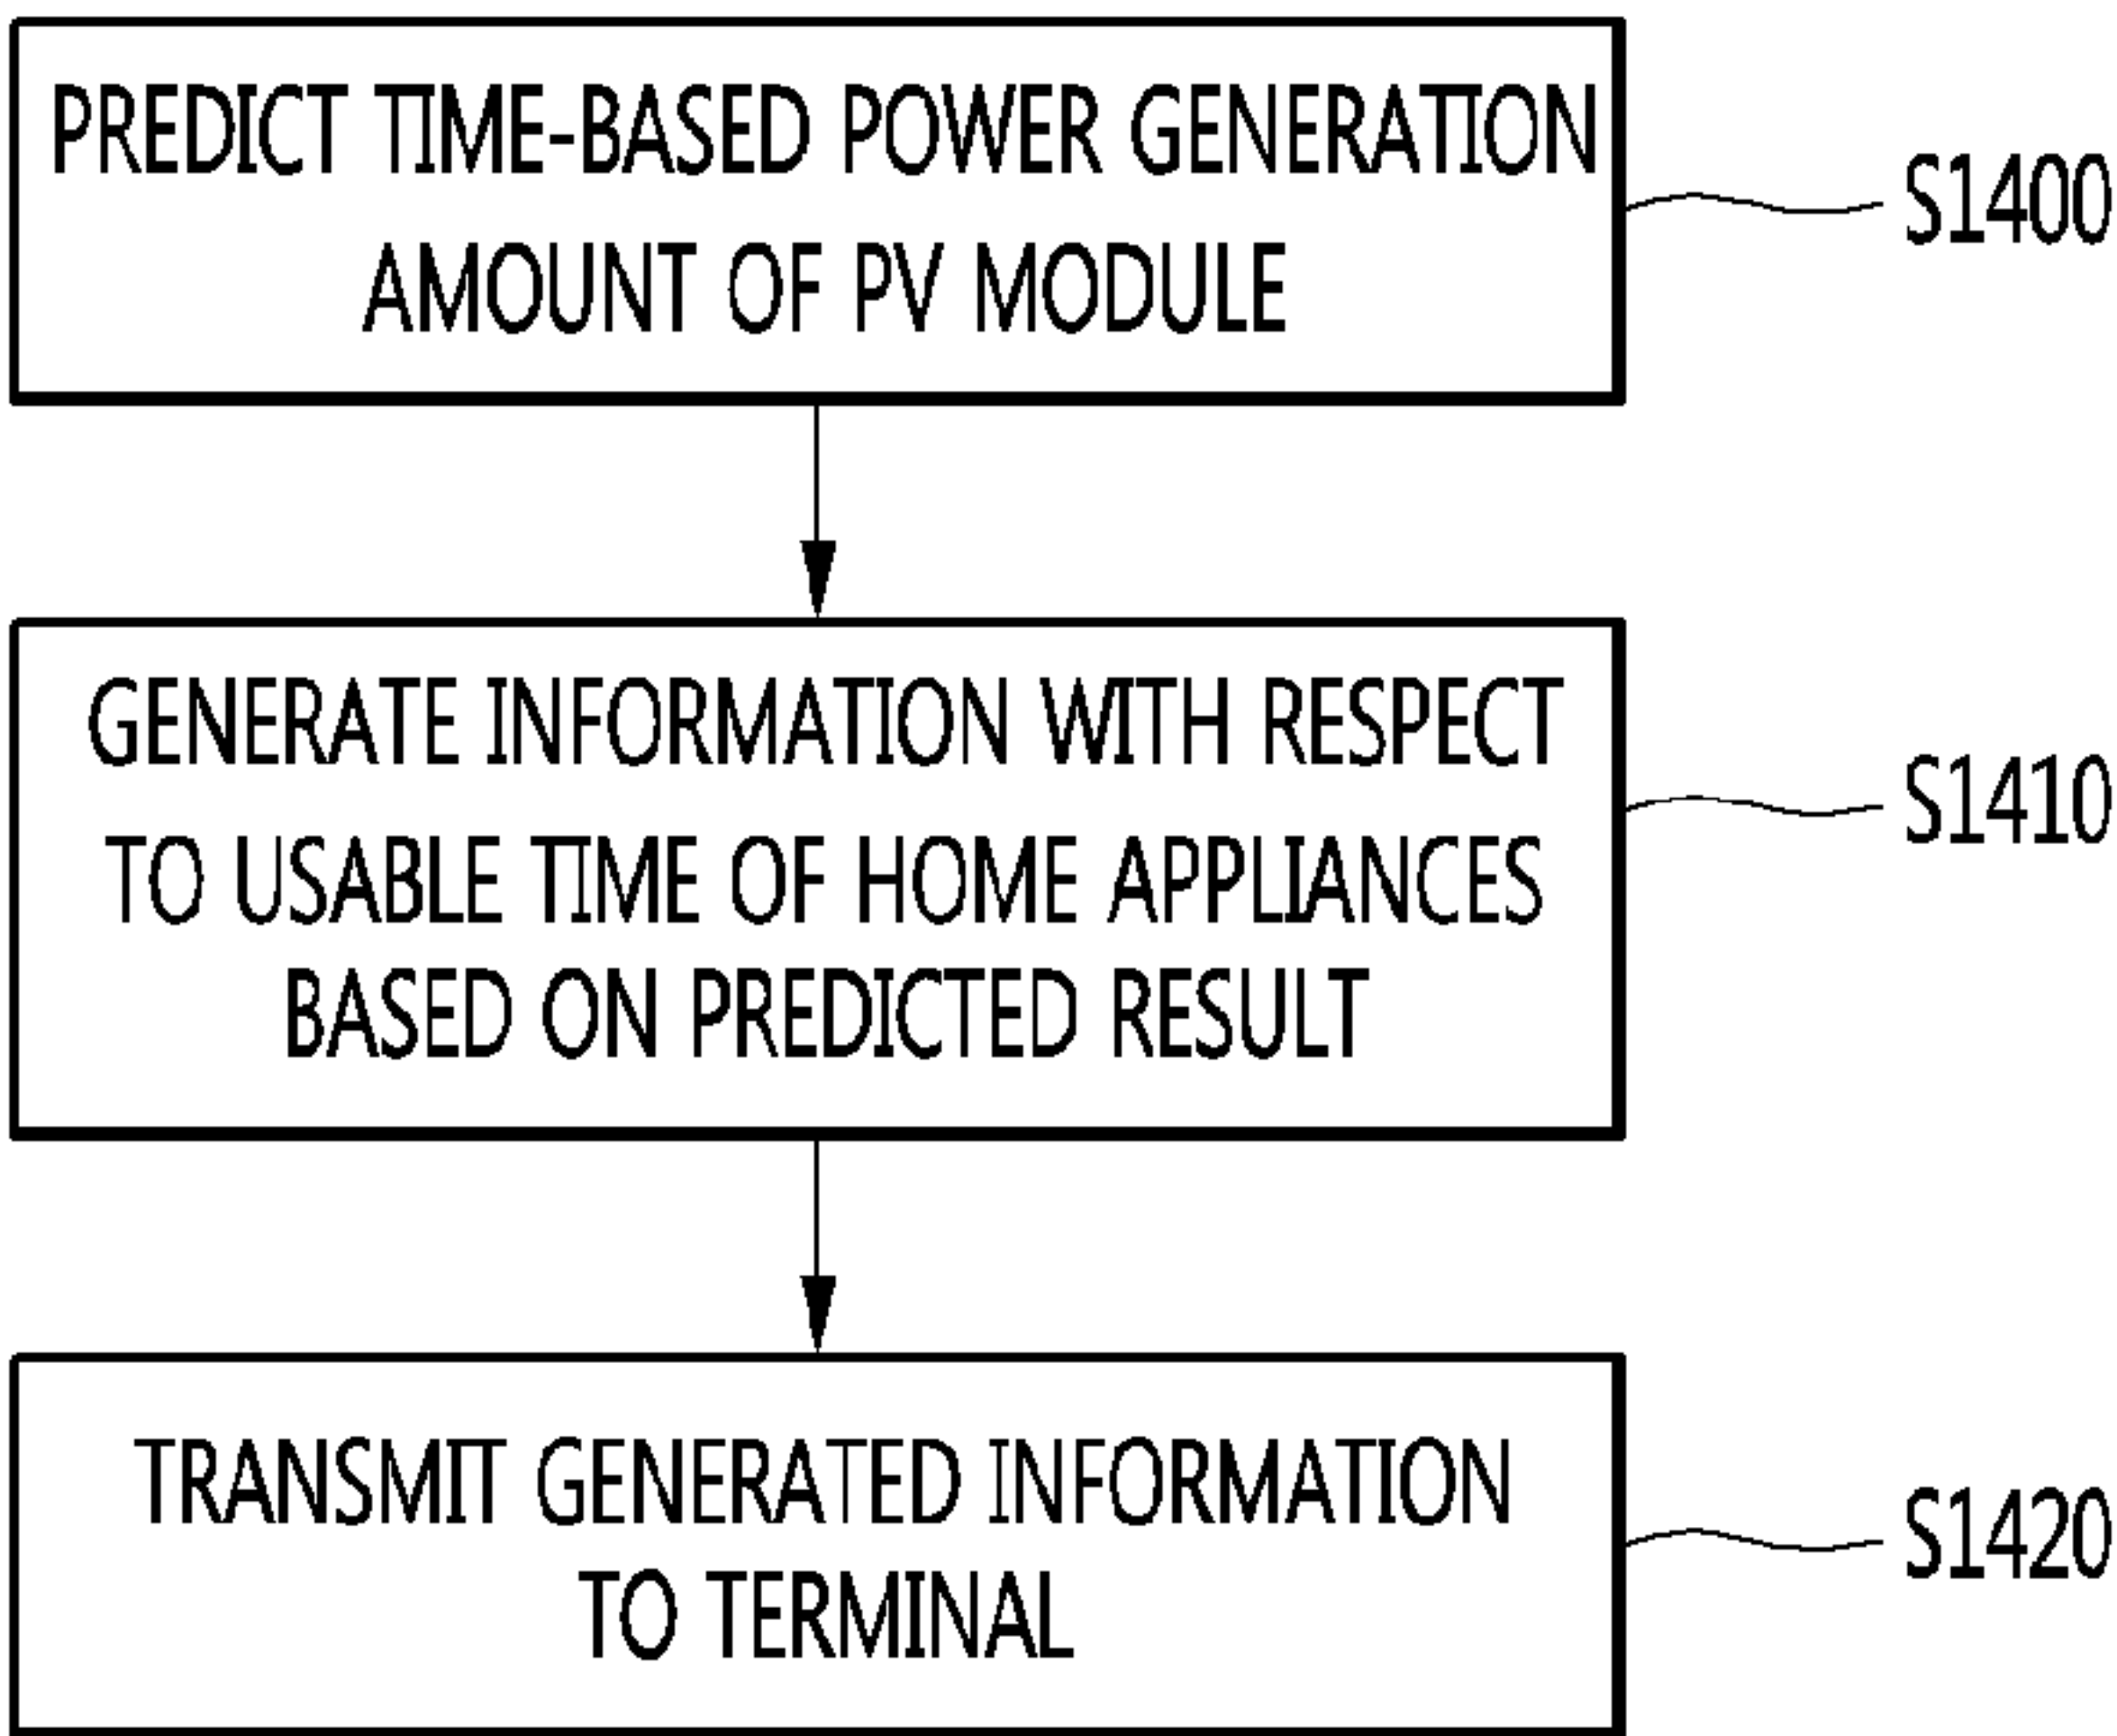 PREDICT TIME-BASED POWER GENERATION
AMOUNT OF PV MODULE
S1400
GENERATE INFORMATION WITH RESPECT
TO USABLE TIME OF HOME APPLIANCES
BASED ON PREDICTED RESULT
S1410
TRANSMIT GENERATED INFORMATION
TO TERMINAL
S1420